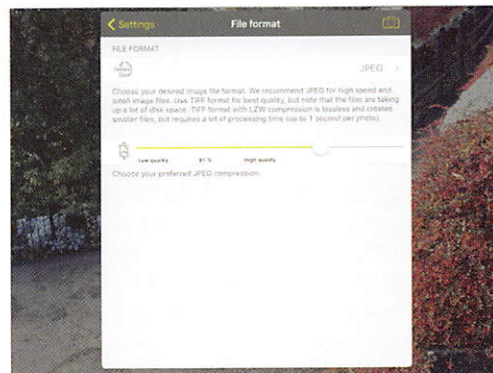 Settings
File format
FILE FORMAT
JPEG
Choose your desired image file format. We recommend JPEG for high speed and
small image files. Use TIFF format for best quality, but note that the files are taking
up a lot of disk space. TIFF format with LZW compression is lossless and creates
smaller files, but requires a lot of processing time (up to 1 second per photo).
Low quality 81 % High quality
Choose your preferred JPEG compression.